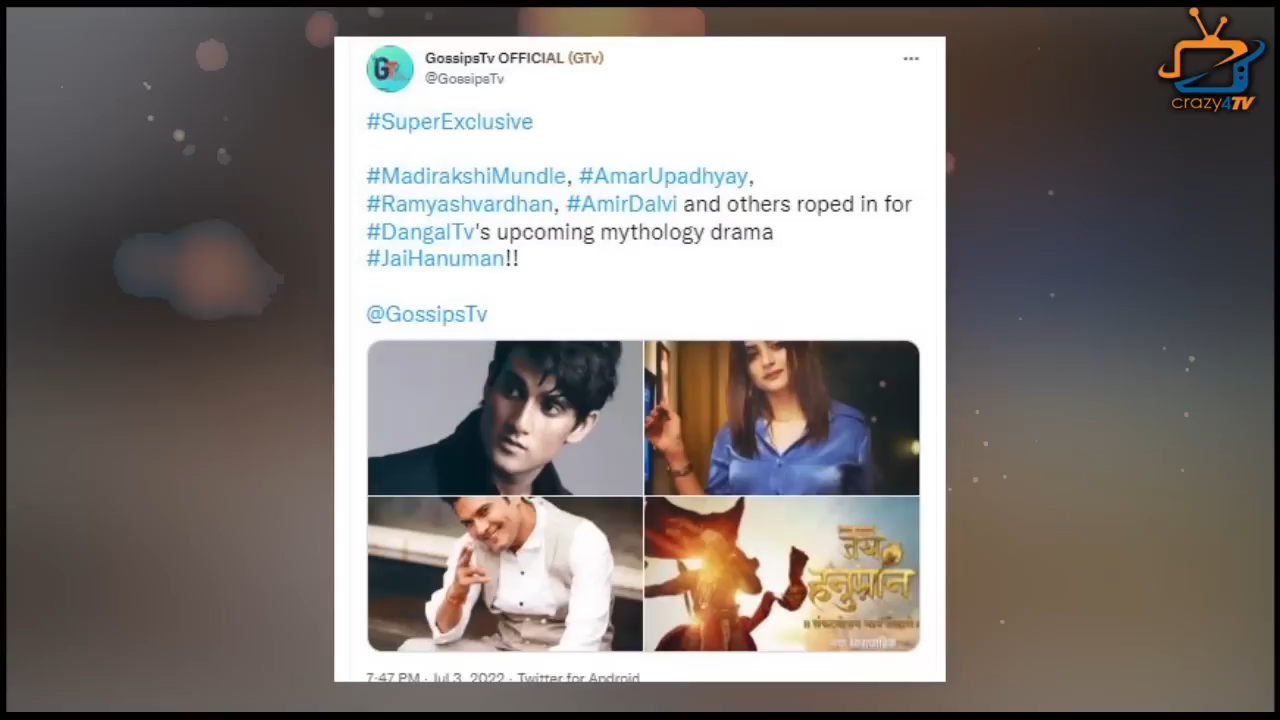 crazy4TV
GT
GossipsTv OFFICIAL (GTv)
@GossipsTv
#SuperExclusive
#MadirakshiMundle, #AmarUpadhyay,
#Ramyashvardhan, #AmirDalvi and others roped in for
#DangalTv's upcoming mythology drama
#JaiHanuman!!
@GossipsTv
जय
हनुमान
7:47 PM · Jul 3, 2022 · Twitter for Android